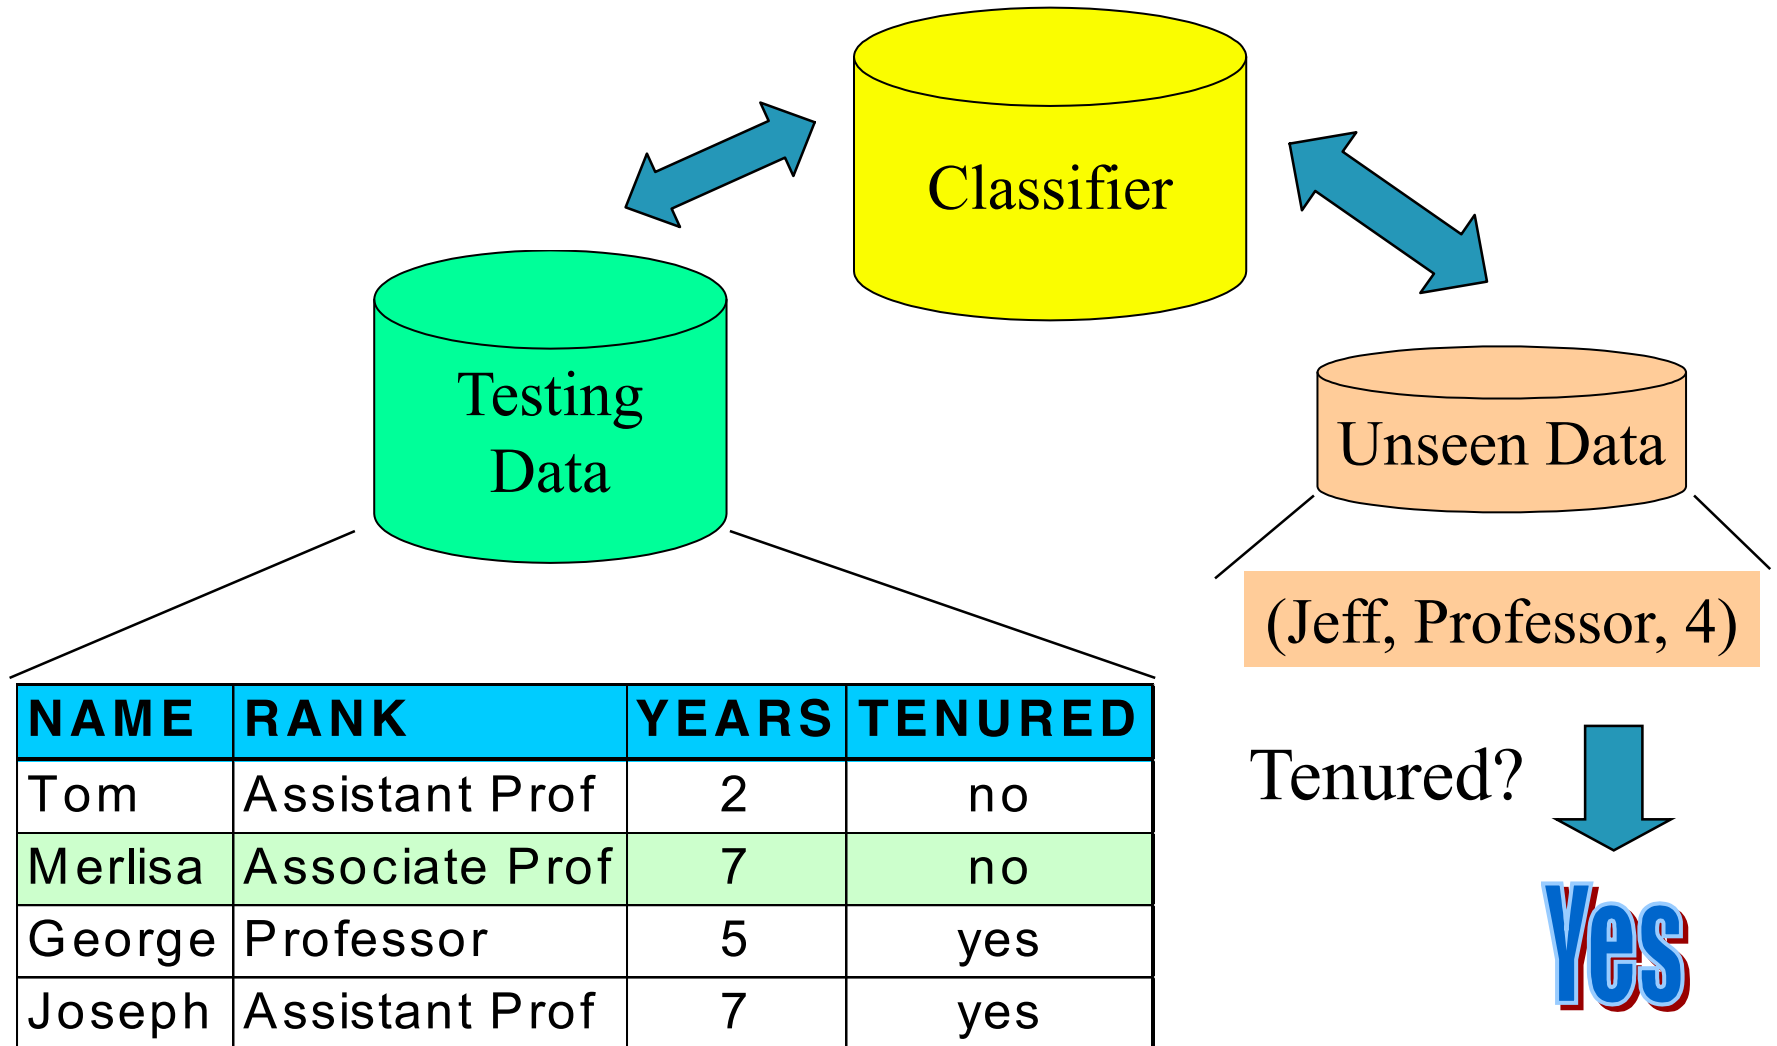 Classifier
Testing
Data
Unseen Data
(Jeff, Professor, 4)
NAME RANK YEARS TENURED
Tom Assistant Prof 2 no
Merlisa Associate Prof 7 no
George Professor 5 yes
Joseph Assistant Prof 7 yes
Tenured?
Yes